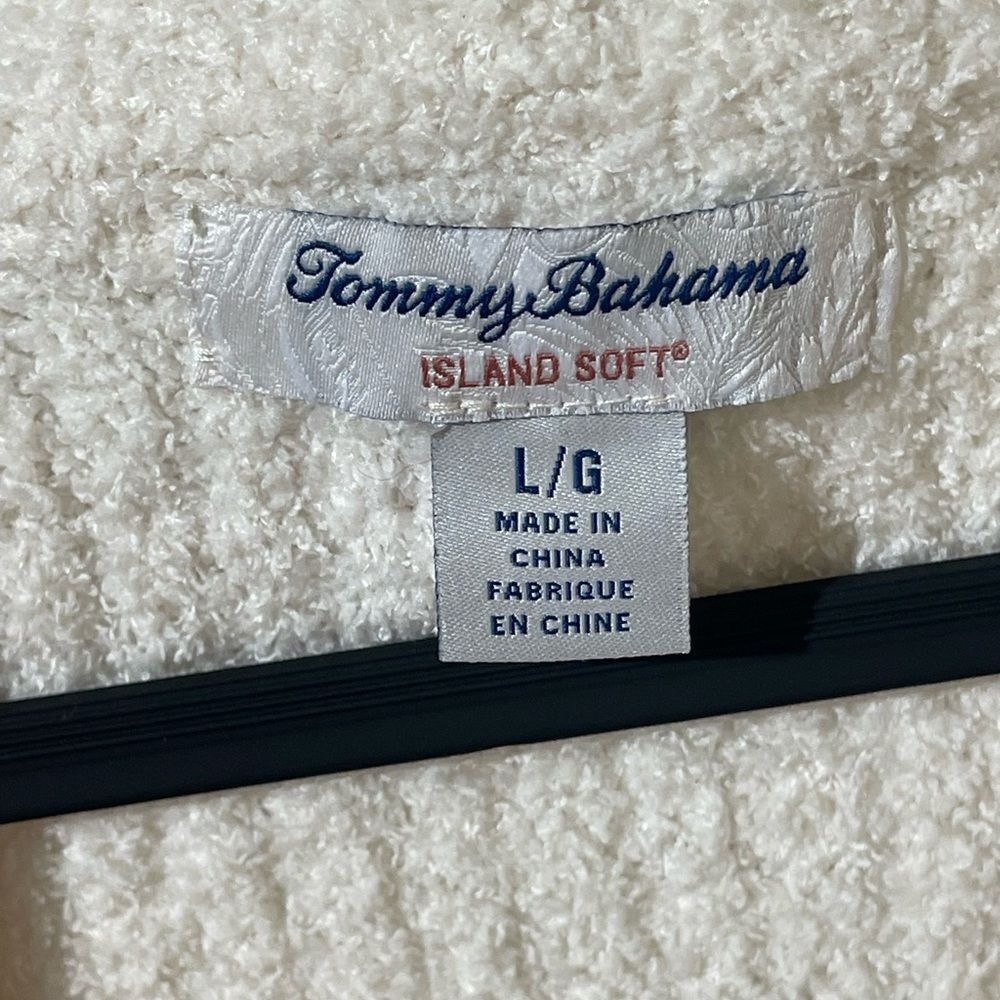 Tommy Bahama
ISLAND SOFT®
L/G
MADE IN
CHINA
FABRIQUE
EN CHINE